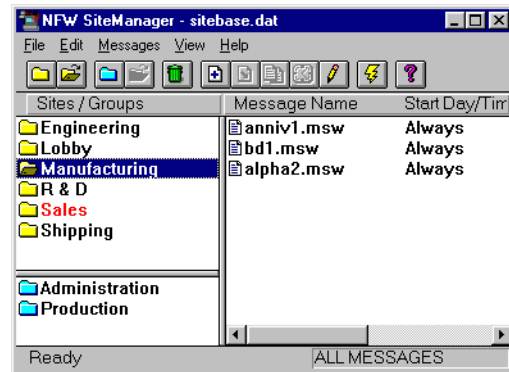 NFW SiteManager - sitebase.dat
File Edit Messages View Help
Sites / Groups Message Name Start Day/Tim
Engineering anniv1.msw Always
Lobby bd1.msw Always
Manufacturing alpha2.msw Always
R & D
Sales
Shipping
Administration
Production
Ready ALL MESSAGES